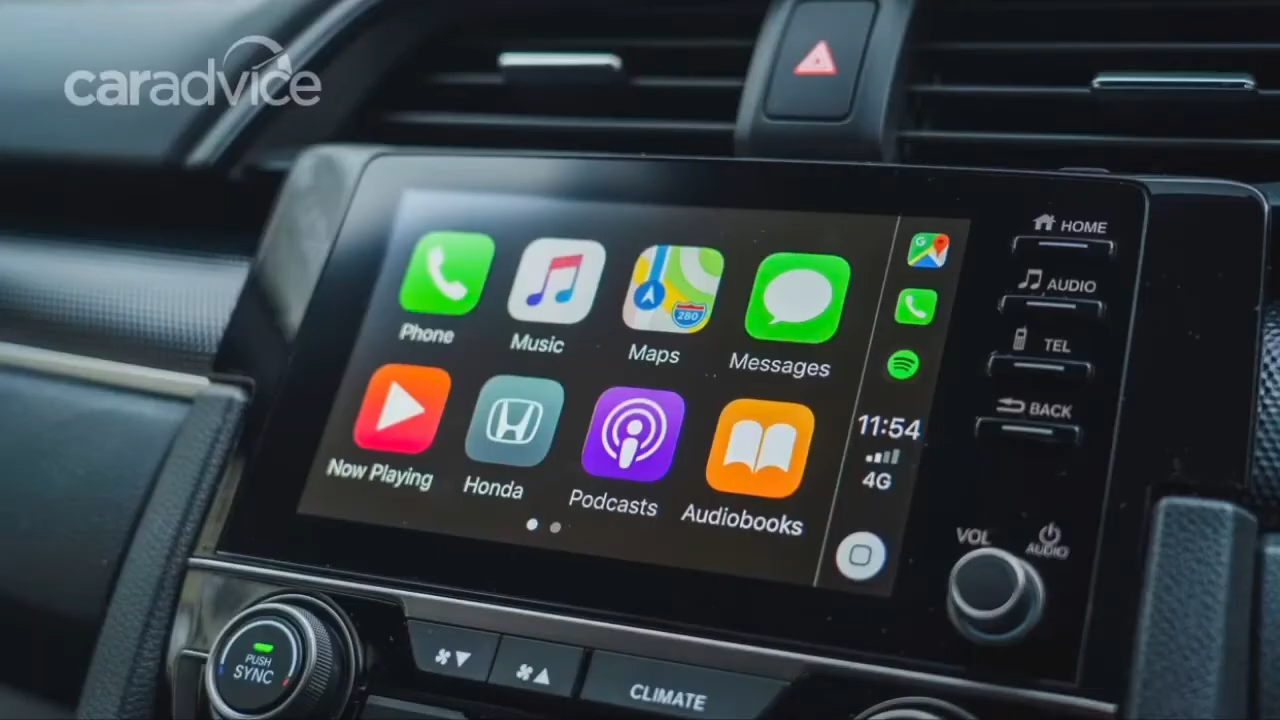 caradvice
HOME
AUDIO
TEL
BACK
VOL
AUDIO
G
280
Phone
Music
Maps
Messages
Now Playing
Honda
Podcasts
Audiobooks
11:54
4G
PUSH
SYNC
CLIMATE